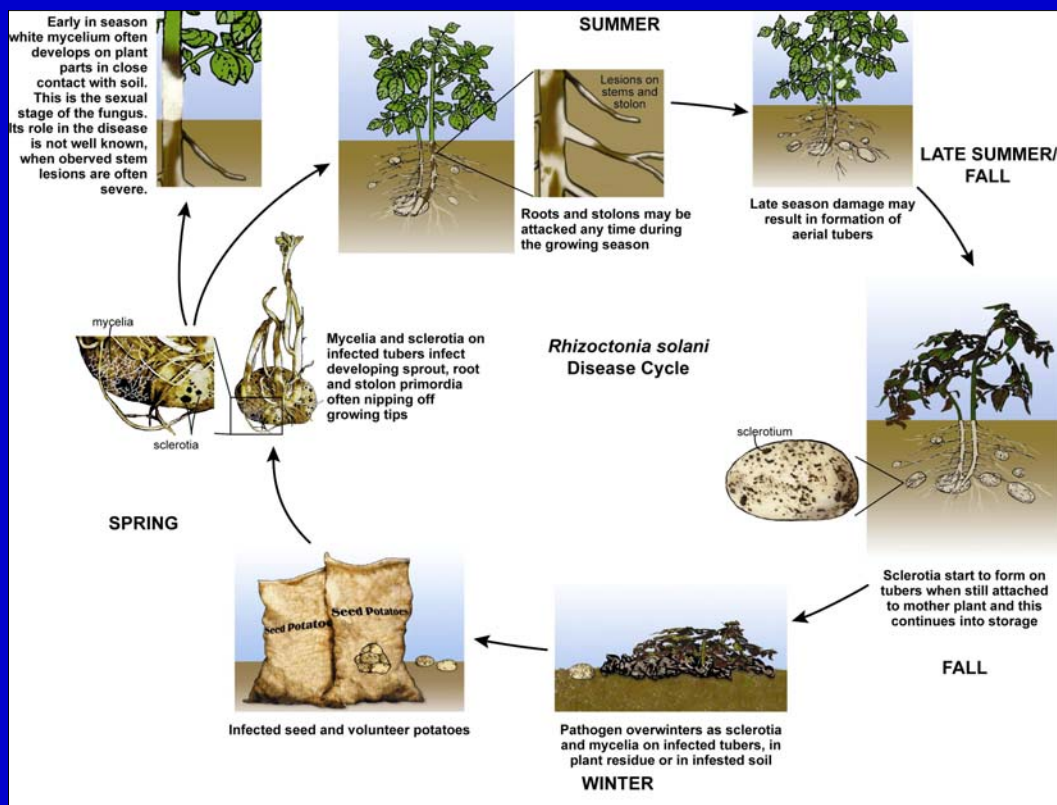 Early in season
white mycelium often
develops on plant
parts in close
contact with soil.
This is the sexual
stage of the fungus.
Its role in the disease
is not well known,
when oberved stem
lesions are often
severe.
SUMMER
Lesions on
stems and
stolon
Roots and stolons may be
attacked any time during
the growing season
LATE SUMMER/
FALL
Late season damage may
result in formation of
aerial tubers
mycelia
sclerotia
Mycelia and sclerotia on
infected tubers infect
developing sprout, root
and stolon primordia
often nipping off
growing tips
Rhizoctonia solani
Disease Cycle
sclerotium
SPRING
Sclerotia start to form on
tubers when still attached
to mother plant and this
continues into storage
FALL
Seed Potatoe
Seed Potatoes
Infected seed and volunteer potatoes
Pathogen overwinters as sclerotia
and mycelia on infected tubers, in
plant residue or in infested soil
WINTER